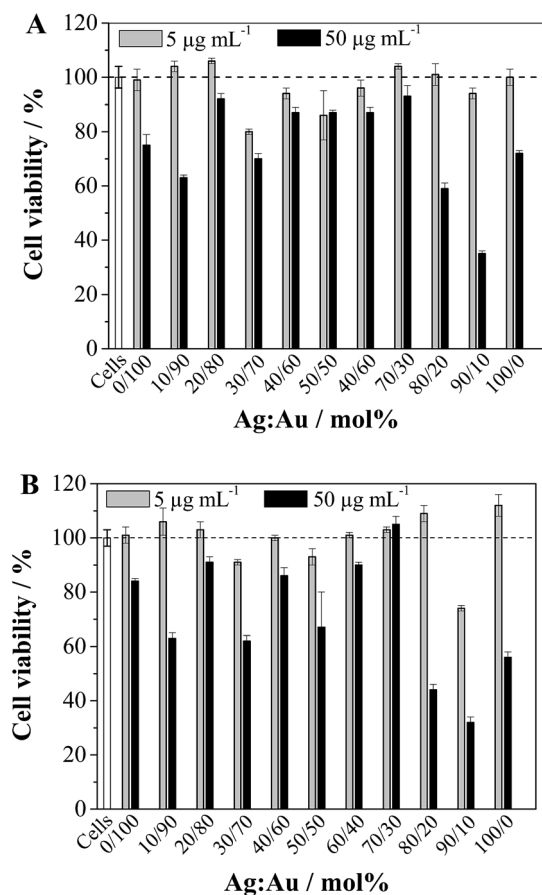 A
5 µg mL⁻¹ 50 µg mL⁻¹
120
100
80
60
40
20
0
Cell viability / %
Cells 0/100 10/90 20/80 30/70 40/60 50/50 40/60 70/30 80/20 90/10 100/0
Ag:Au / mol%
B
5 µg mL⁻¹ 50 µg mL⁻¹
120
100
80
60
40
20
0
Cell viability / %
Cells 0/100 10/90 20/80 30/70 40/60 50/50 60/40 70/30 80/20 90/10 100/0
Ag:Au / mol%